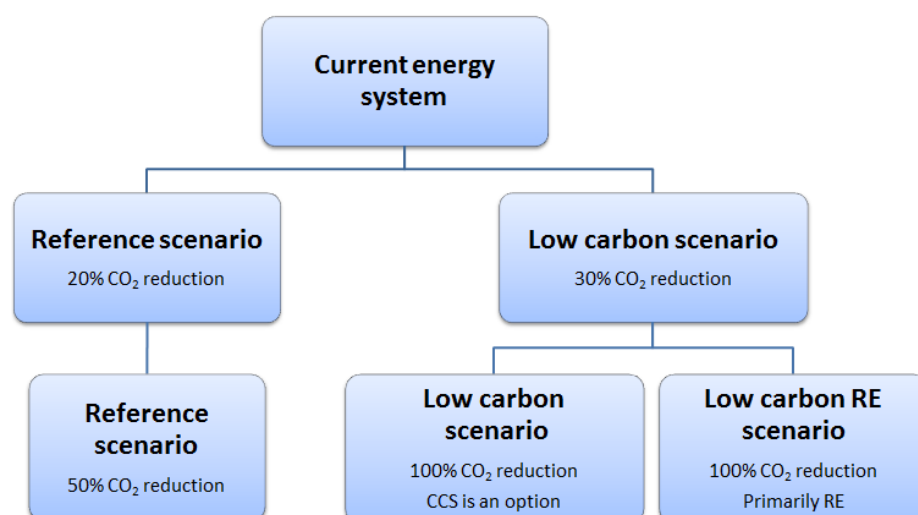 Current energy
system
Reference scenario
20% CO₂ reduction
Low carbon scenario
30% CO₂ reduction
Reference
scenario
50% CO₂ reduction
Low carbon
scenario
100% CO₂ reduction
CCS is an option
Low carbon RE
scenario
100% CO₂ reduction
Primarily RE